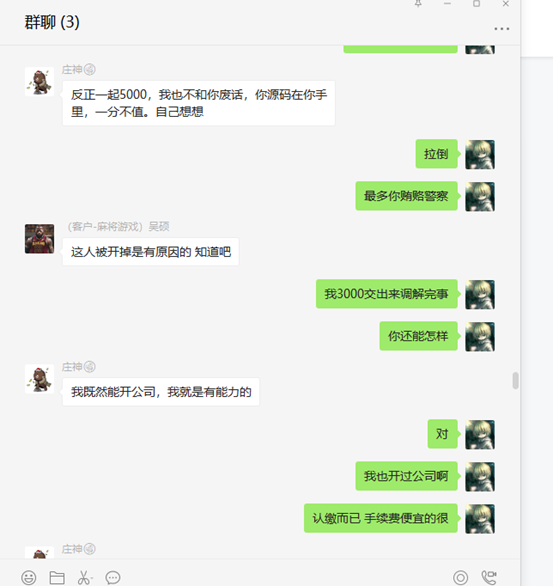 群聊 (3)
庄神
反正一起5000，我也不和你废话，你源码在你手
里，一分不值。自己想想
拉倒
最多你贿赂警察
（客户-麻将游戏）吴硕
这人被开掉是有原因的 知道吧
我3000交出来调解完事
你还能怎样
庄神
我既然能开公司，我就是有能力的
对
我也开过公司啊
认缴而已 手续费便宜的很
庄神